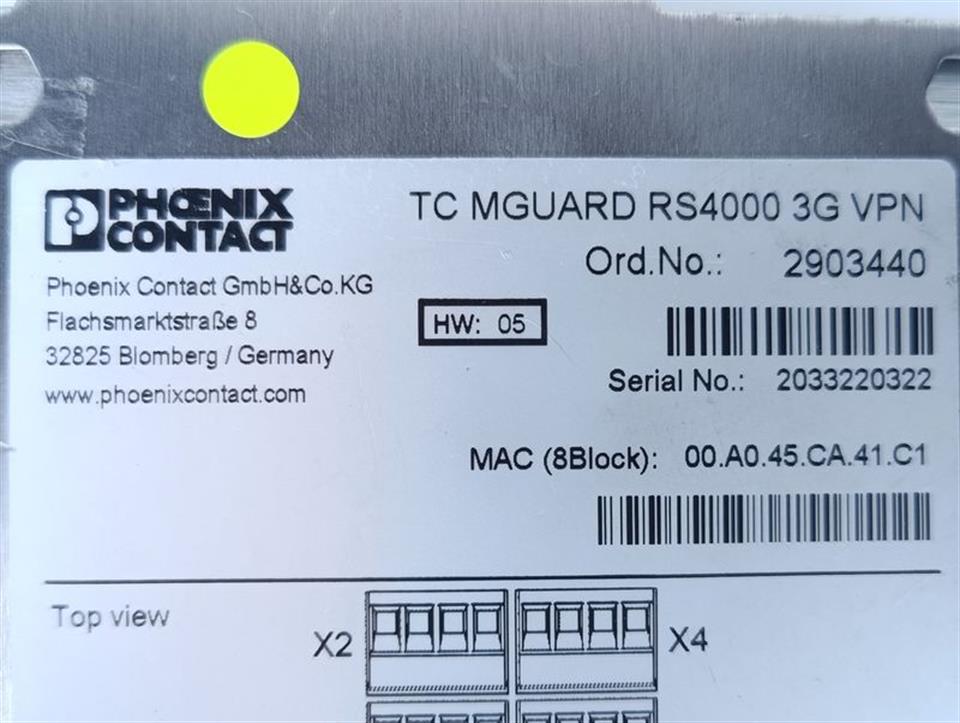 PHŒNIX
CONTACT
TC MGUARD RS4000 3G VPN
Ord.No.: 2903440
Phoenix Contact GmbH&Co.KG
Flachsmarktstraße 8
32825 Blomberg / Germany
www.phoenixcontact.com
HW: 05
Serial No.: 2033220322
MAC (8Block): 00.A0.45.CA.41.C1
Top view
X2
X4